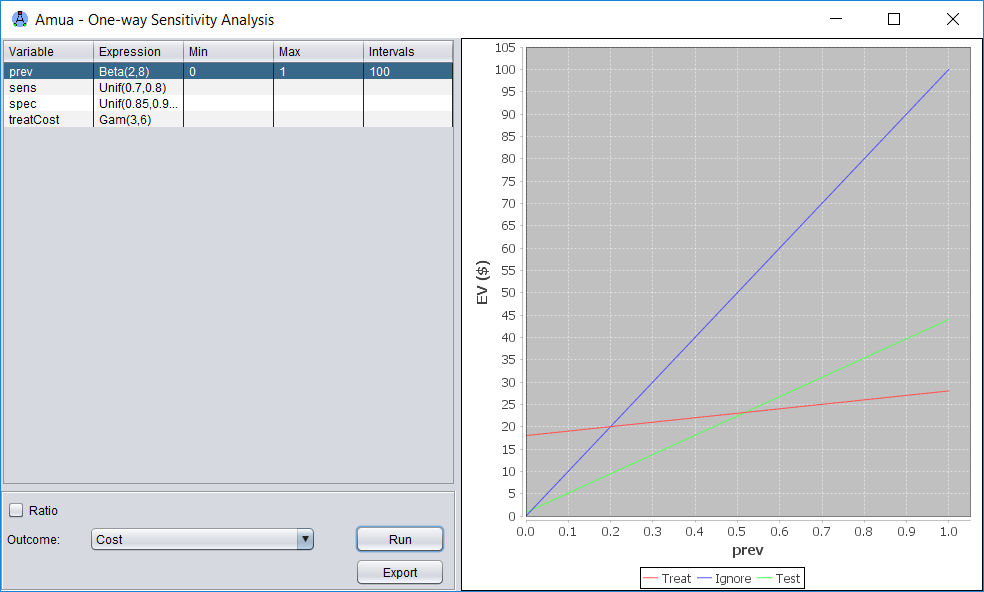 Amua - One-way Sensitivity Analysis
Variable Expression Min Max Intervals
prev Beta(2,8) 0 1 100
sens Unif(0.7,0.8)
spec Unif(0.85,0.9...
treatCost Gam(3,6)
Ratio
Outcome: Cost Run
Export
105
100
95
90
85
80
75
70
65
60
55
50
45
40
35
30
25
20
15
10
5
0
EV ($)
0.0 0.1 0.2 0.3 0.4 0.5 0.6 0.7 0.8 0.9 1.0
prev
Treat Ignore Test